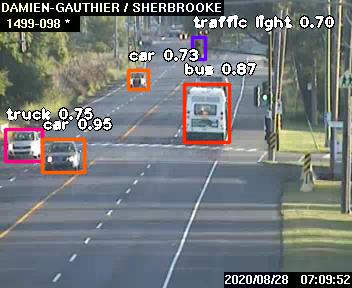 DAMIEN-GAUTHIER / SHERBROOKE
1499-098 *
traffic light 0.70
car 0.73
bus 0.87
truck 0.75
car 0.95
2020/08/28 07:09:52